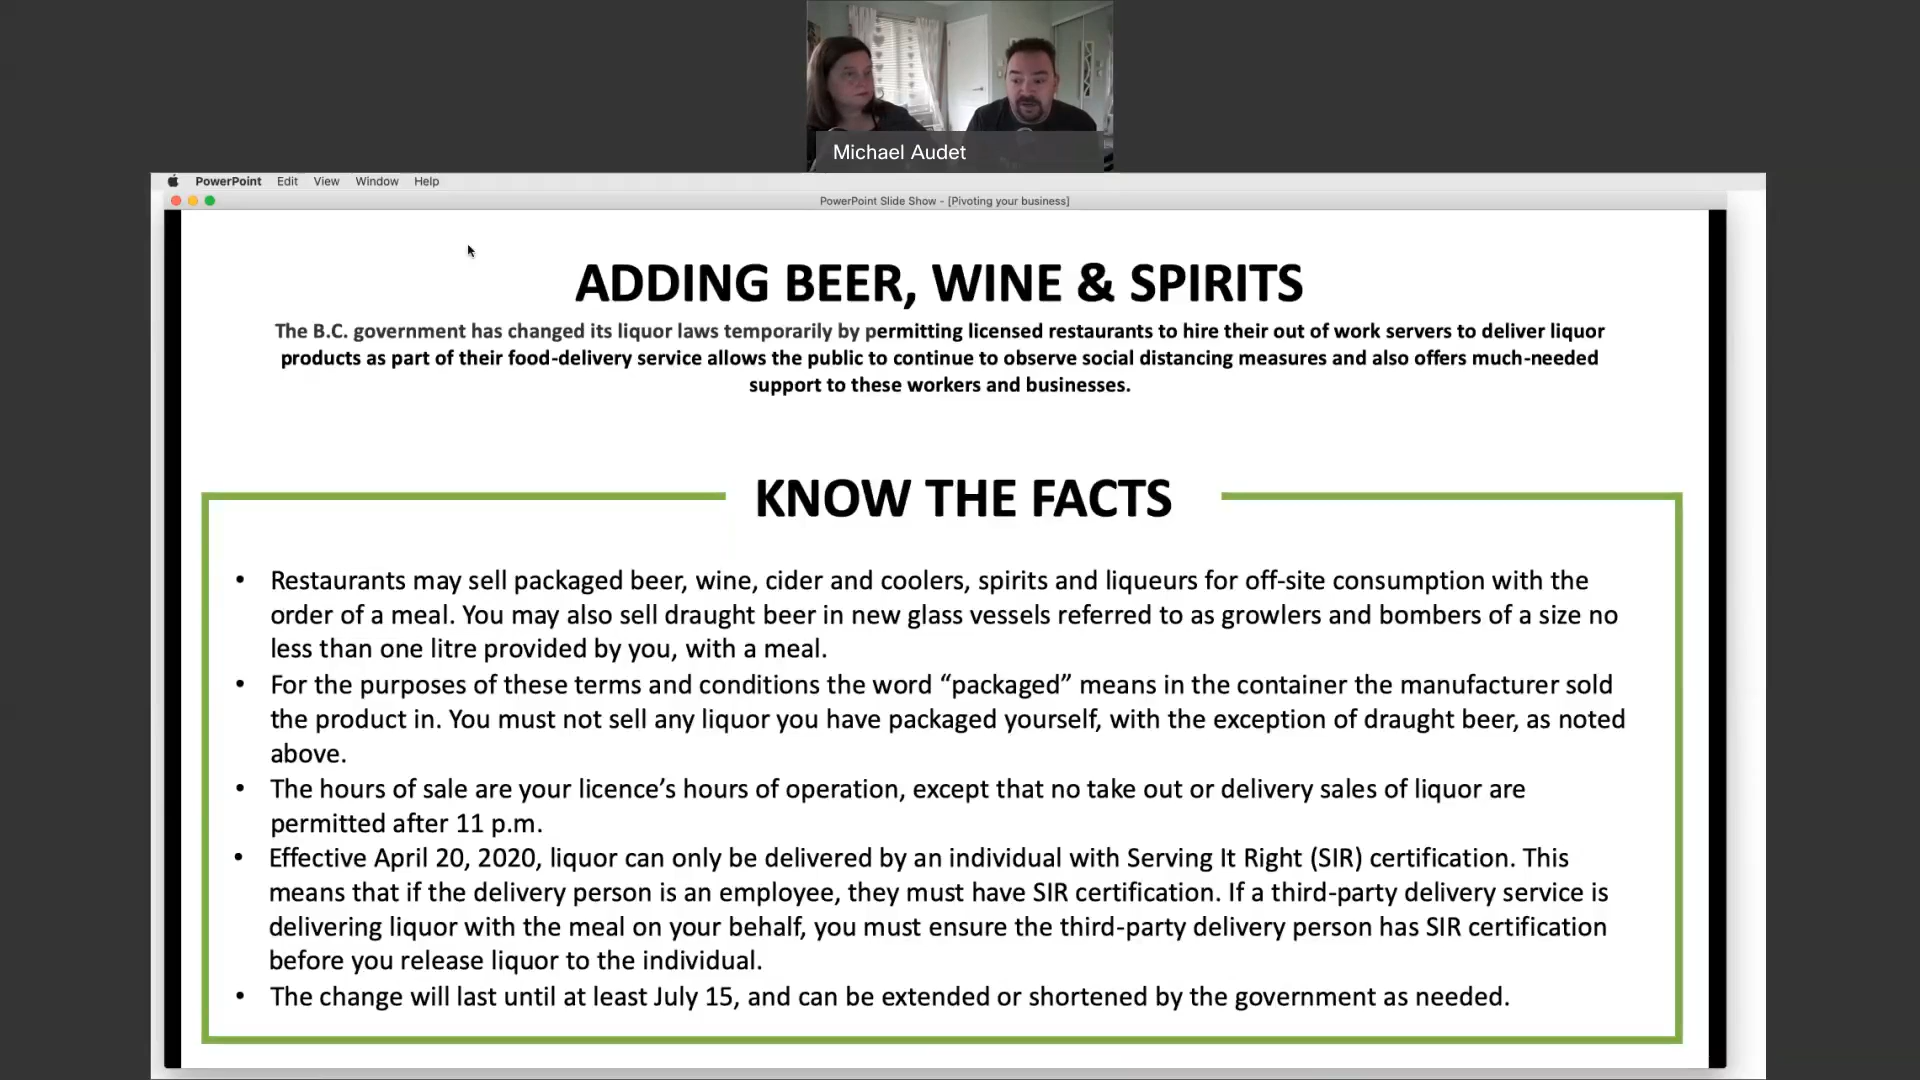 Michael Audet
PowerPoint Edit View Window Help
PowerPoint Slide Show - [Pivoting your business]
ADDING BEER, WINE & SPIRITS
The B.C. government has changed its liquor laws temporarily by permitting licensed restaurants to hire their out of work servers to deliver liquor
products as part of their food-delivery service allows the public to continue to observe social distancing measures and also offers much-needed
support to these workers and businesses.
KNOW THE FACTS
• Restaurants may sell packaged beer, wine, cider and coolers, spirits and liqueurs for off-site consumption with the
order of a meal. You may also sell draught beer in new glass vessels referred to as growlers and bombers of a size no
less than one litre provided by you, with a meal.
• For the purposes of these terms and conditions the word “packaged” means in the container the manufacturer sold
the product in. You must not sell any liquor you have packaged yourself, with the exception of draught beer, as noted
above.
• The hours of sale are your licence’s hours of operation, except that no take out or delivery sales of liquor are
permitted after 11 p.m.
• Effective April 20, 2020, liquor can only be delivered by an individual with Serving It Right (SIR) certification. This
means that if the delivery person is an employee, they must have SIR certification. If a third-party delivery service is
delivering liquor with the meal on your behalf, you must ensure the third-party delivery person has SIR certification
before you release liquor to the individual.
• The change will last until at least July 15, and can be extended or shortened by the government as needed.